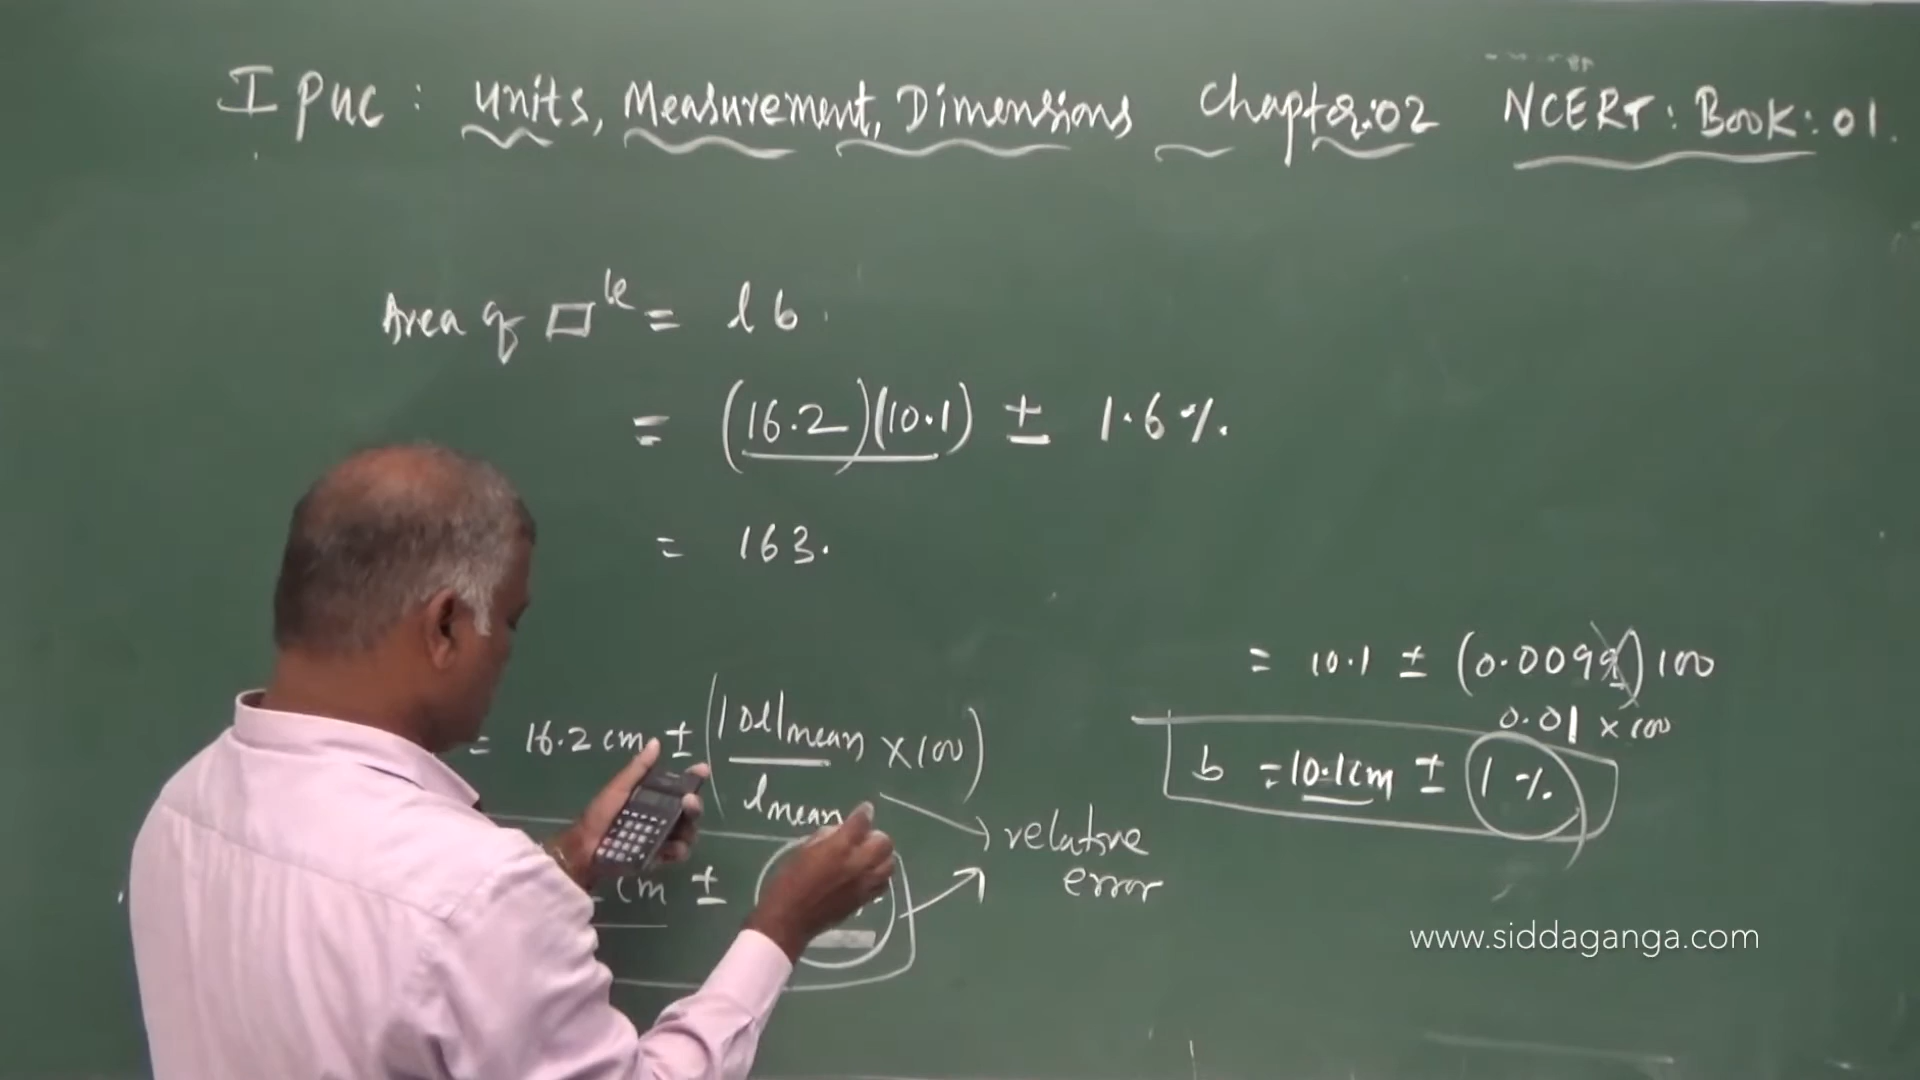 I PUC : Units, Measurement, Dimensions Chapter:02 NCERT: Book: 01.
Area of ▭le = l b
= (16.2)(10.1) ± 1.6 %.
= 163.
= 16.2 cm ± ( |Δl|mean / lmean × 100 )
cm ±
relative
error
= 10.1 ± (0.0099) 100
0.01 × 100
b = 10.1cm ± 1 %.
www.siddaganga.com